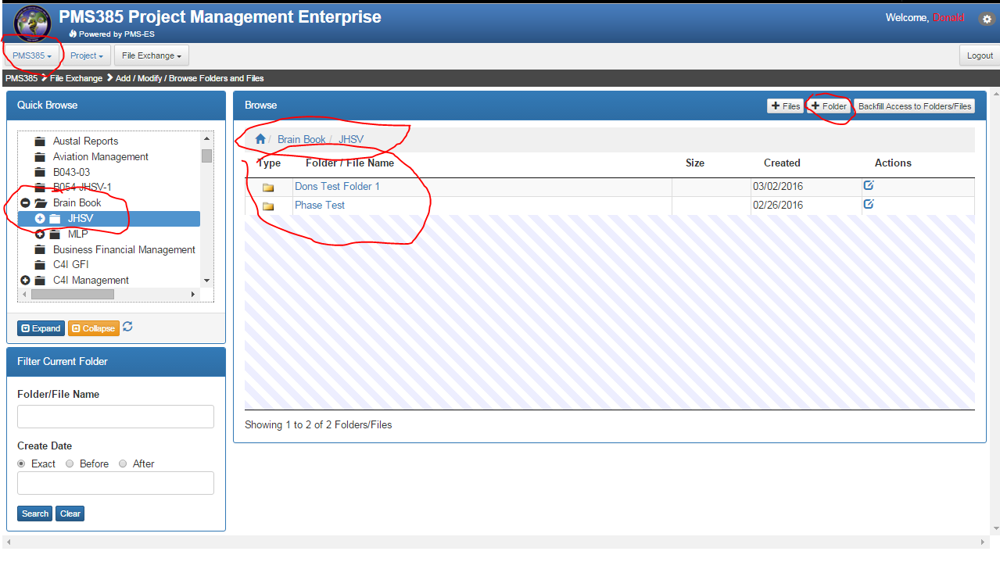 PMS385 Project Management Enterprise
Powered by PMS-ES
Welcome, Donald
PMS385 Project File Exchange Logout
PMS385 > File Exchange > Add / Modify / Browse Folders and Files
Quick Browse
Austal Reports
Aviation Management
B043-03
B054 JHSV-1
Brain Book
JHSV
MLP
Business Financial Management
C4I GFI
C4I Management
Expand Collapse
Filter Current Folder
Folder/File Name
Create Date
Exact Before After
Search Clear
Browse + Files + Folder Backfill Access to Folders/Files
/ Brain Book / JHSV
Type Folder / File Name Size Created Actions
Dons Test Folder 1 03/02/2016
Phase Test 02/26/2016
Showing 1 to 2 of 2 Folders/Files